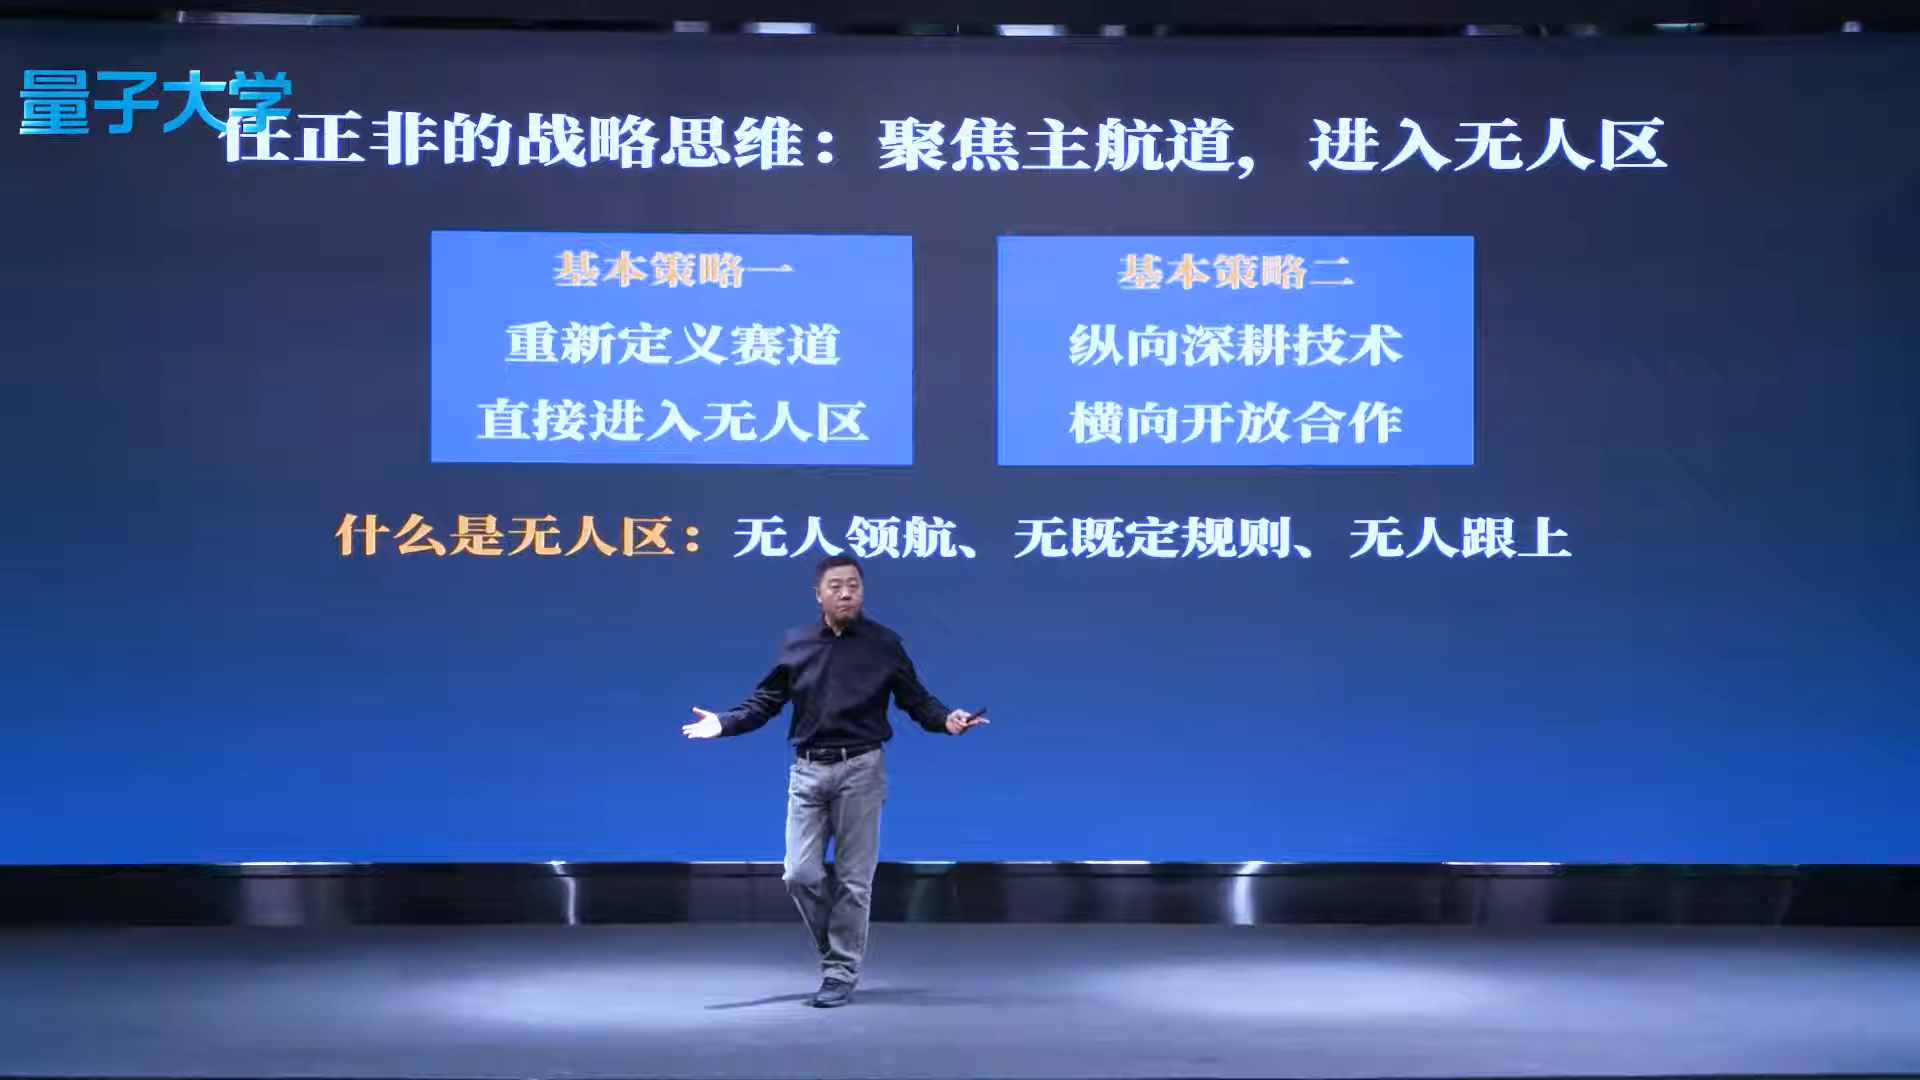 量子大学
任正非的战略思维：聚焦主航道，进入无人区
基本策略一
重新定义赛道
直接进入无人区
基本策略二
纵向深耕技术
横向开放合作
什么是无人区：无人领航、无既定规则、无人跟上